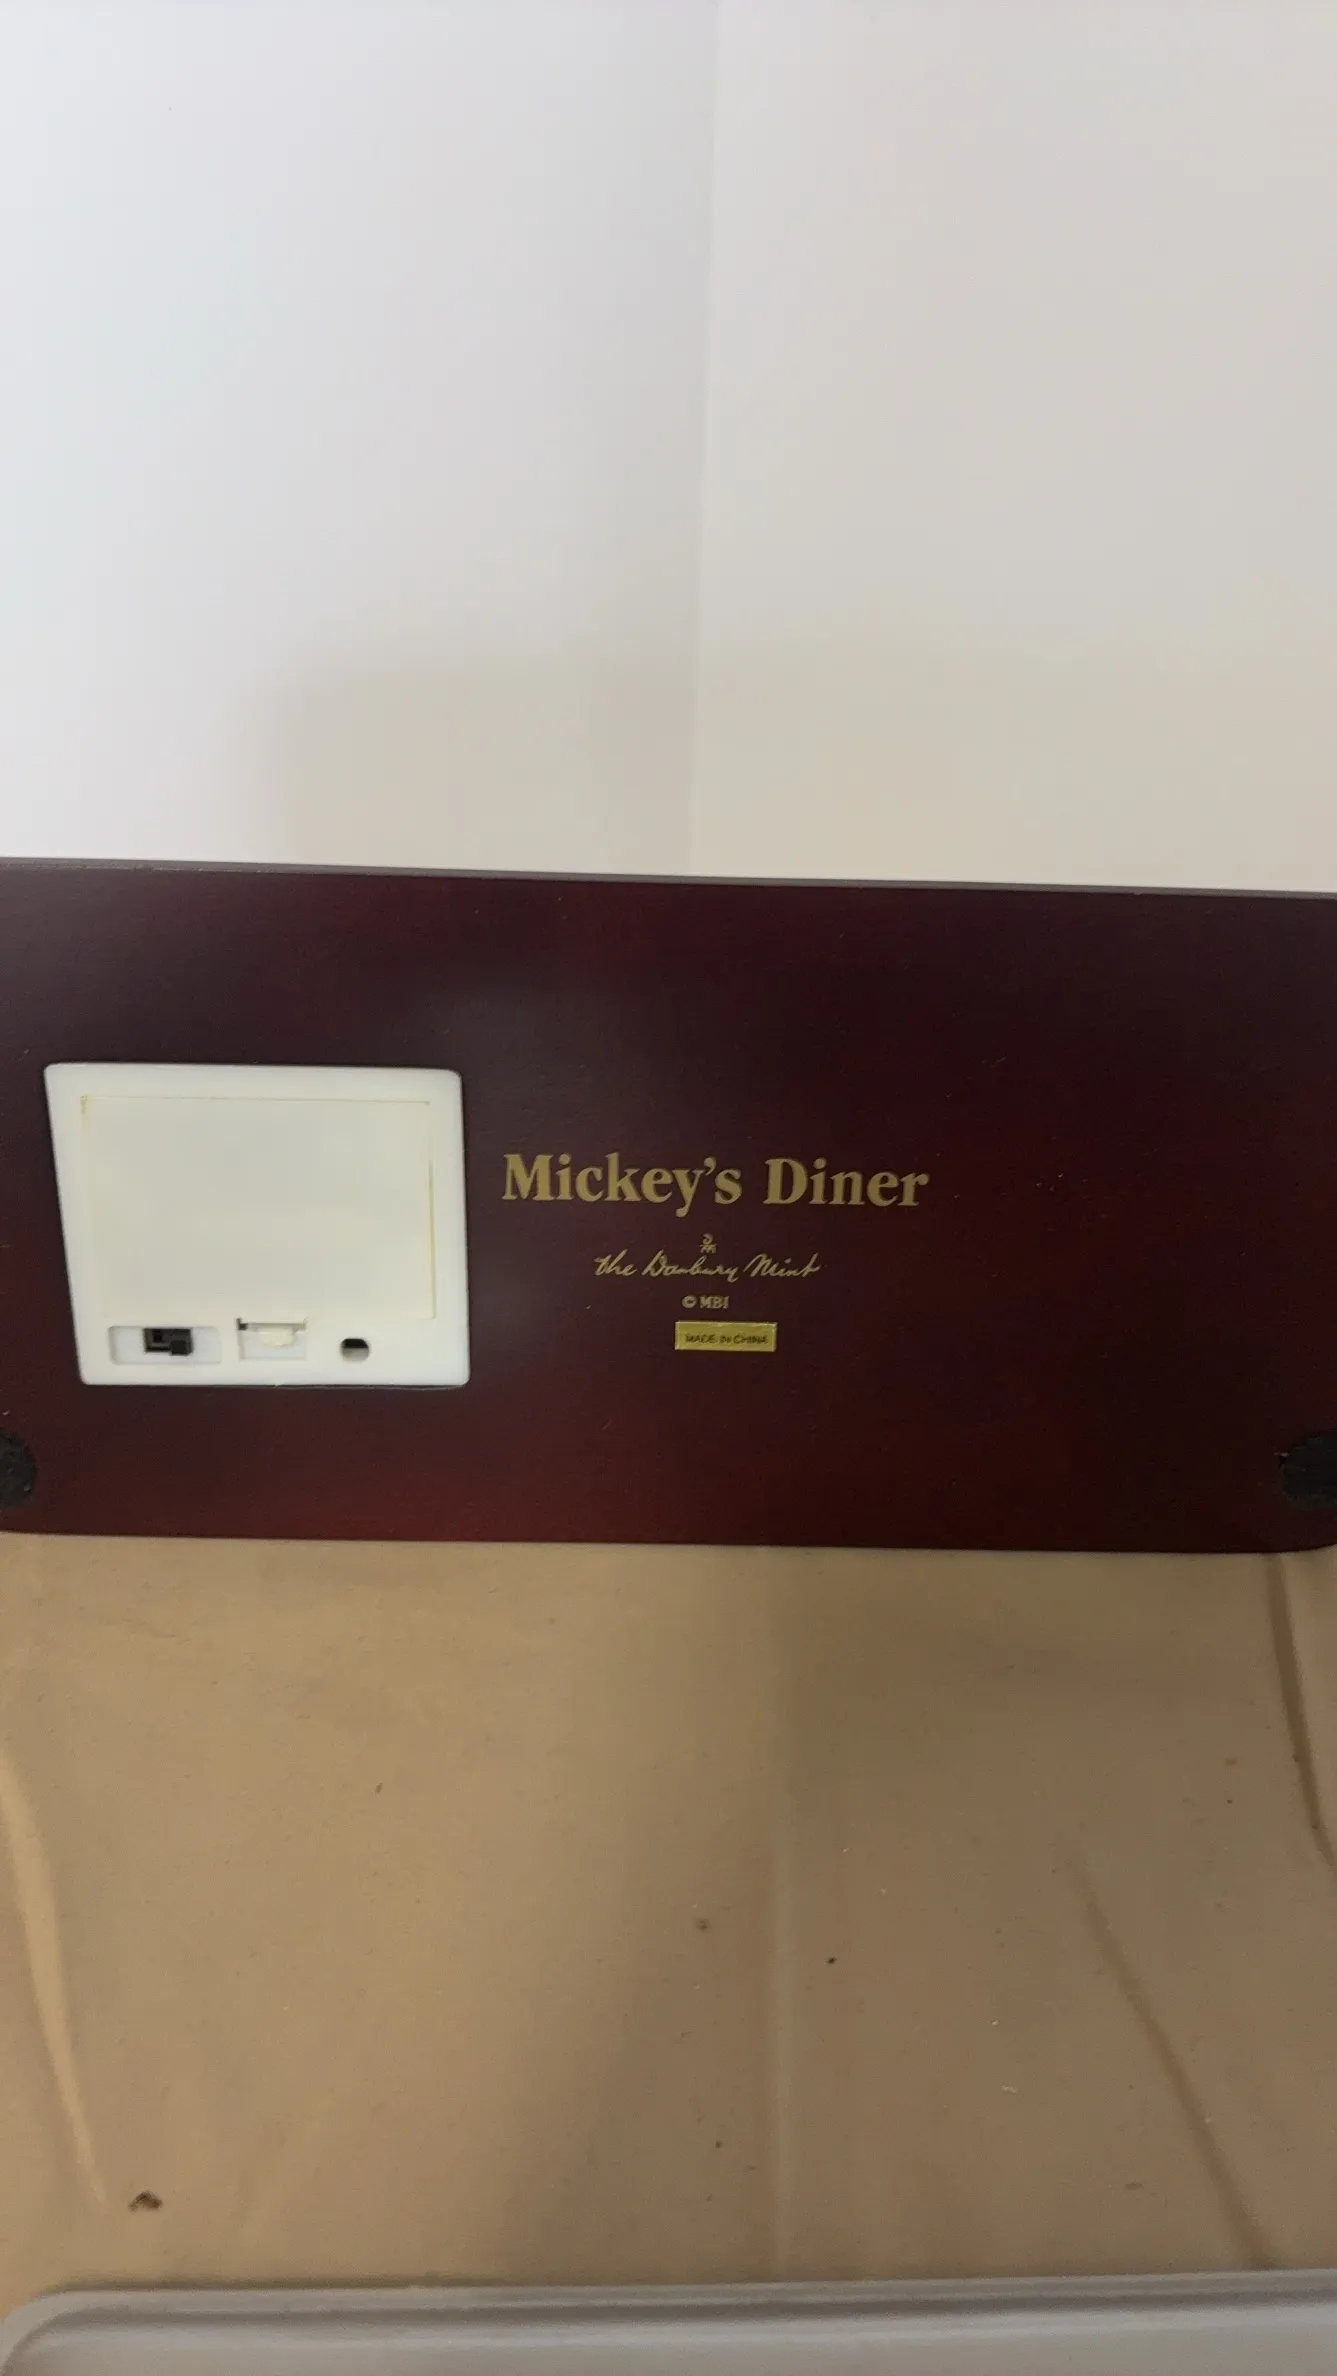 Mickey's Diner
the Danbury Mint
© MBI
MADE IN CHINA